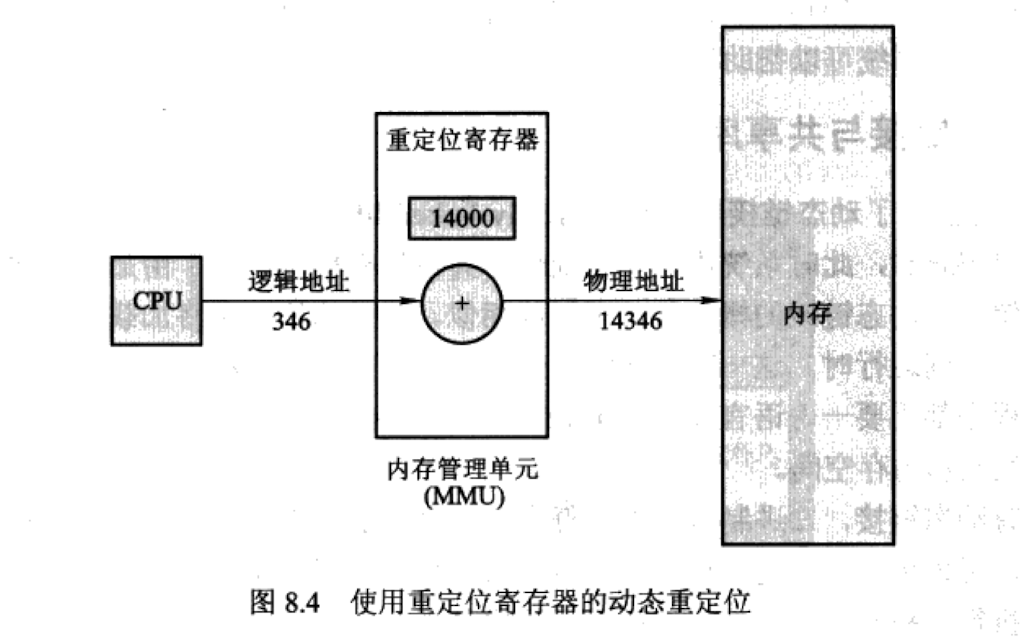 重定位寄存器
14000
CPU
逻辑地址
346
+
物理地址
14346
内存
内存管理单元
(MMU)
图 8.4 使用重定位寄存器的动态重定位